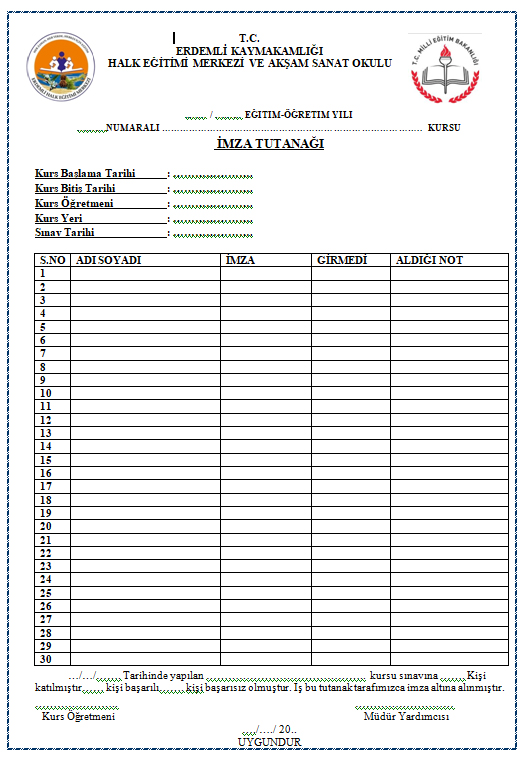 T.C.
ERDEMLİ KAYMAKAMLIĞI
HALK EĞİTİMİ MERKEZİ VE AKŞAM SANAT OKULU
T.C. MİLLİ EĞİTİM BAKANLIĞI
ERDEMLİ HALK EĞİTİMİ MERKEZİ
....... / ........ EĞİTİM-ÖĞRETİM YILI
.........NUMARALI ........................................................................................ KURSU
İMZA TUTANAĞI
Kurs Başlama Tarihi : ..........................
Kurs Bitiş Tarihi : ..........................
Kurs Öğretmeni : ..........................
Kurs Yeri : ..........................
Sınav Tarihi : ..........................
S.NO ADI SOYADI İMZA GİRMEDİ ALDIĞI NOT
1
2
3
4
5
6
7
8
9
10
11
12
13
14
15
16
17
18
19
20
21
22
23
24
25
26
27
28
29
30
…/…/……… Tarihinde yapılan ………………………………………………… kursu sınavına ……… Kişi
katılmıştır……… kişi başarılı………kişi başarısız olmuştur. İş bu tutanak tarafımızca imza altına alınmıştır.
………………………… ………………………………
Kurs Öğretmeni Müdür Yardımcısı
…./…./ 20..
UYGUNDUR